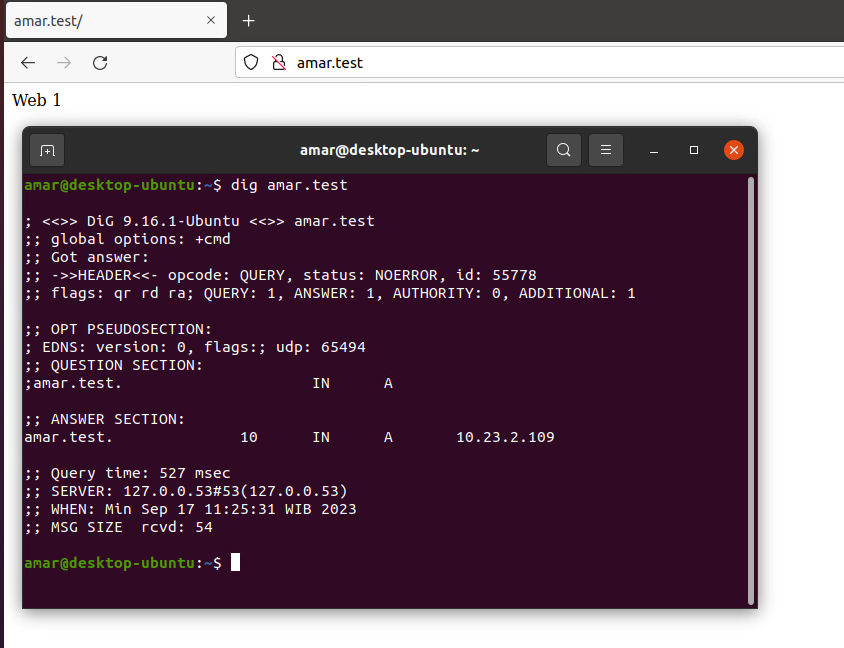 amar.test/
amar.test
Web 1
amar@desktop-ubuntu: ~
amar@desktop-ubuntu:~$ dig amar.test
; <<>> DiG 9.16.1-Ubuntu <<>> amar.test
;; global options: +cmd
;; Got answer:
;; ->>HEADER<<- opcode: QUERY, status: NOERROR, id: 55778
;; flags: qr rd ra; QUERY: 1, ANSWER: 1, AUTHORITY: 0, ADDITIONAL: 1
;; OPT PSEUDOSECTION:
; EDNS: version: 0, flags:; udp: 65494
;; QUESTION SECTION:
;amar.test. IN A
;; ANSWER SECTION:
amar.test. 10 IN A 10.23.2.109
;; Query time: 527 msec
;; SERVER: 127.0.0.53#53(127.0.0.53)
;; WHEN: Min Sep 17 11:25:31 WIB 2023
;; MSG SIZE  rcvd: 54
amar@desktop-ubuntu:~$